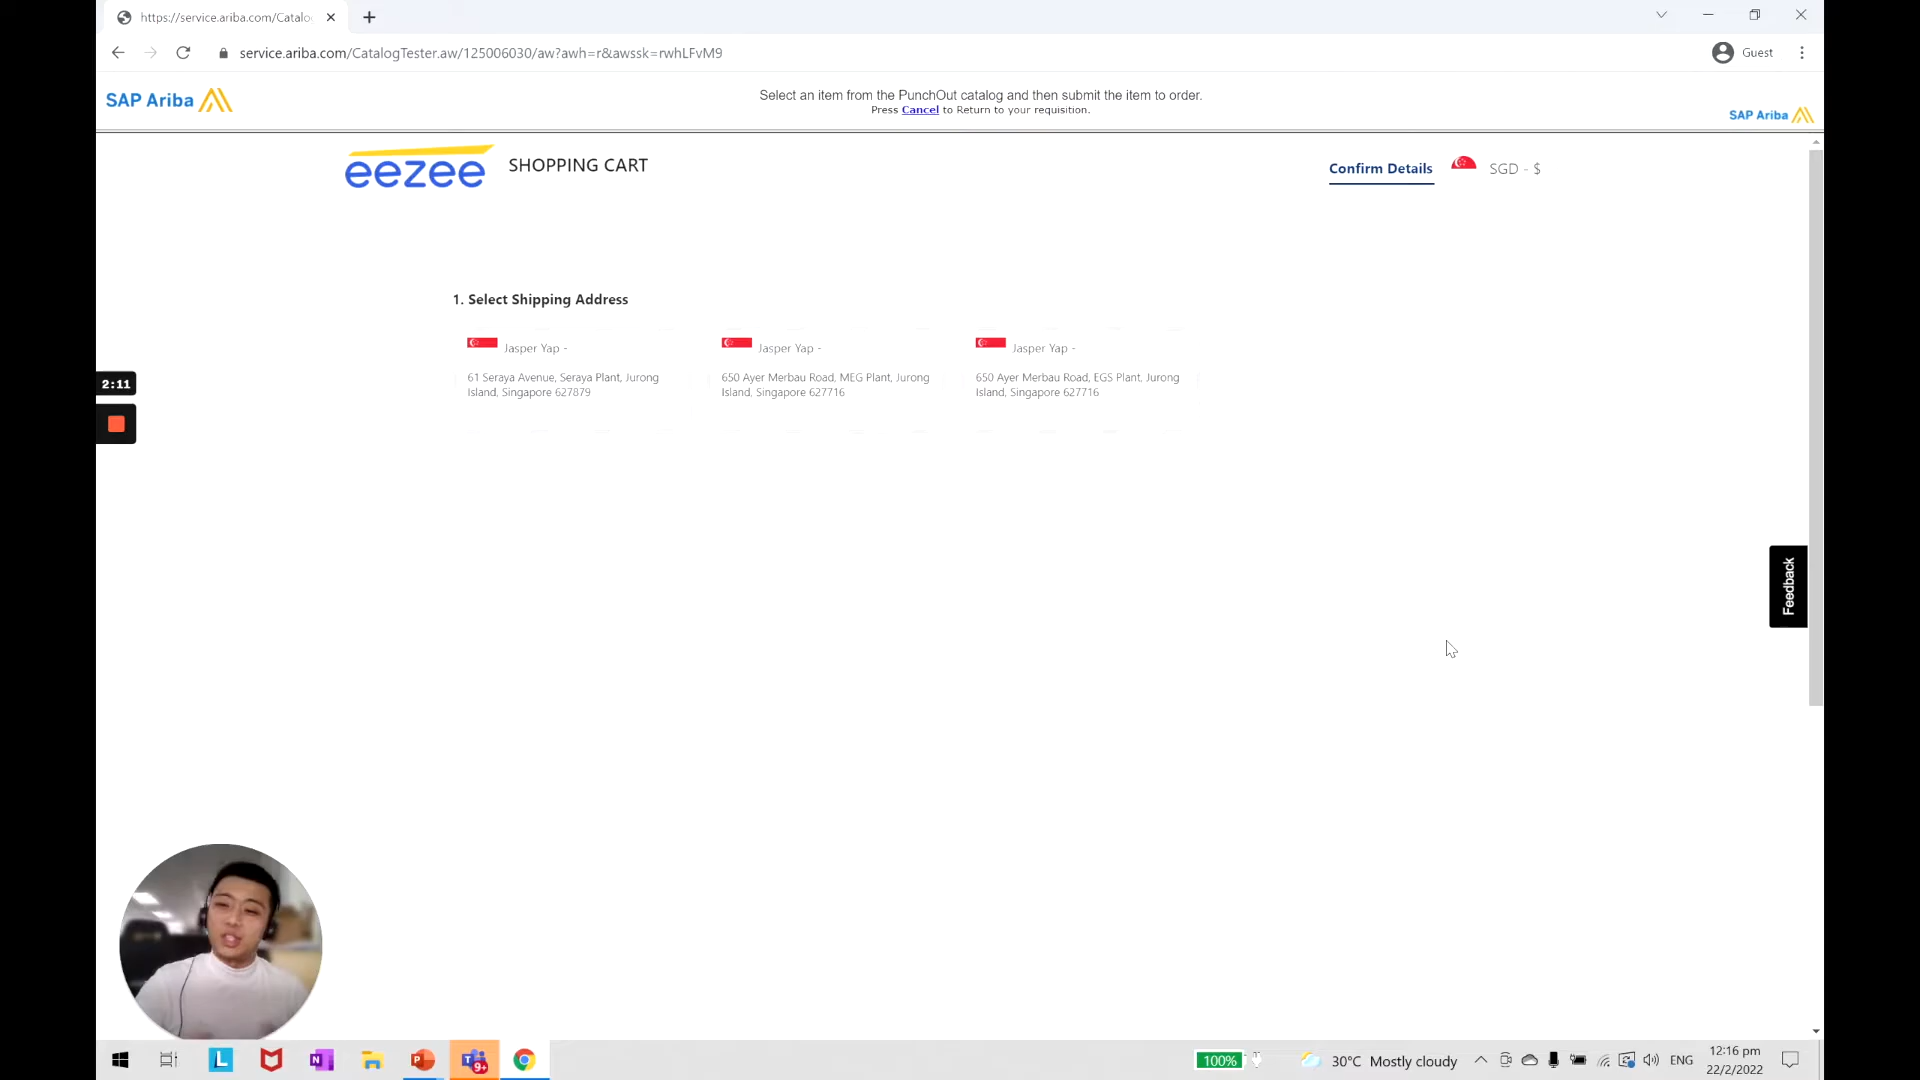 https://service.ariba.com/Catalo
service.ariba.com/CatalogTester.aw/125006030/aw?awh=r&awssk=rwhLFvM9
Guest
SAP Ariba
Select an item from the PunchOut catalog and then submit the item to order.
Press Cancel to Return to your requisition.
SAP Ariba
eezee
SHOPPING CART
Confirm Details
SGD - $
1. Select Shipping Address
Jasper Yap -
61 Seraya Avenue, Seraya Plant, Jurong
Island, Singapore 627879
Jasper Yap -
650 Ayer Merbau Road, MEG Plant, Jurong
Island, Singapore 627716
Jasper Yap -
650 Ayer Merbau Road, EGS Plant, Jurong
Island, Singapore 627716
2:11
Feedback
L
N
P
T
9+
100%
30°C Mostly cloudy
ENG
12:16 pm
22/2/2022